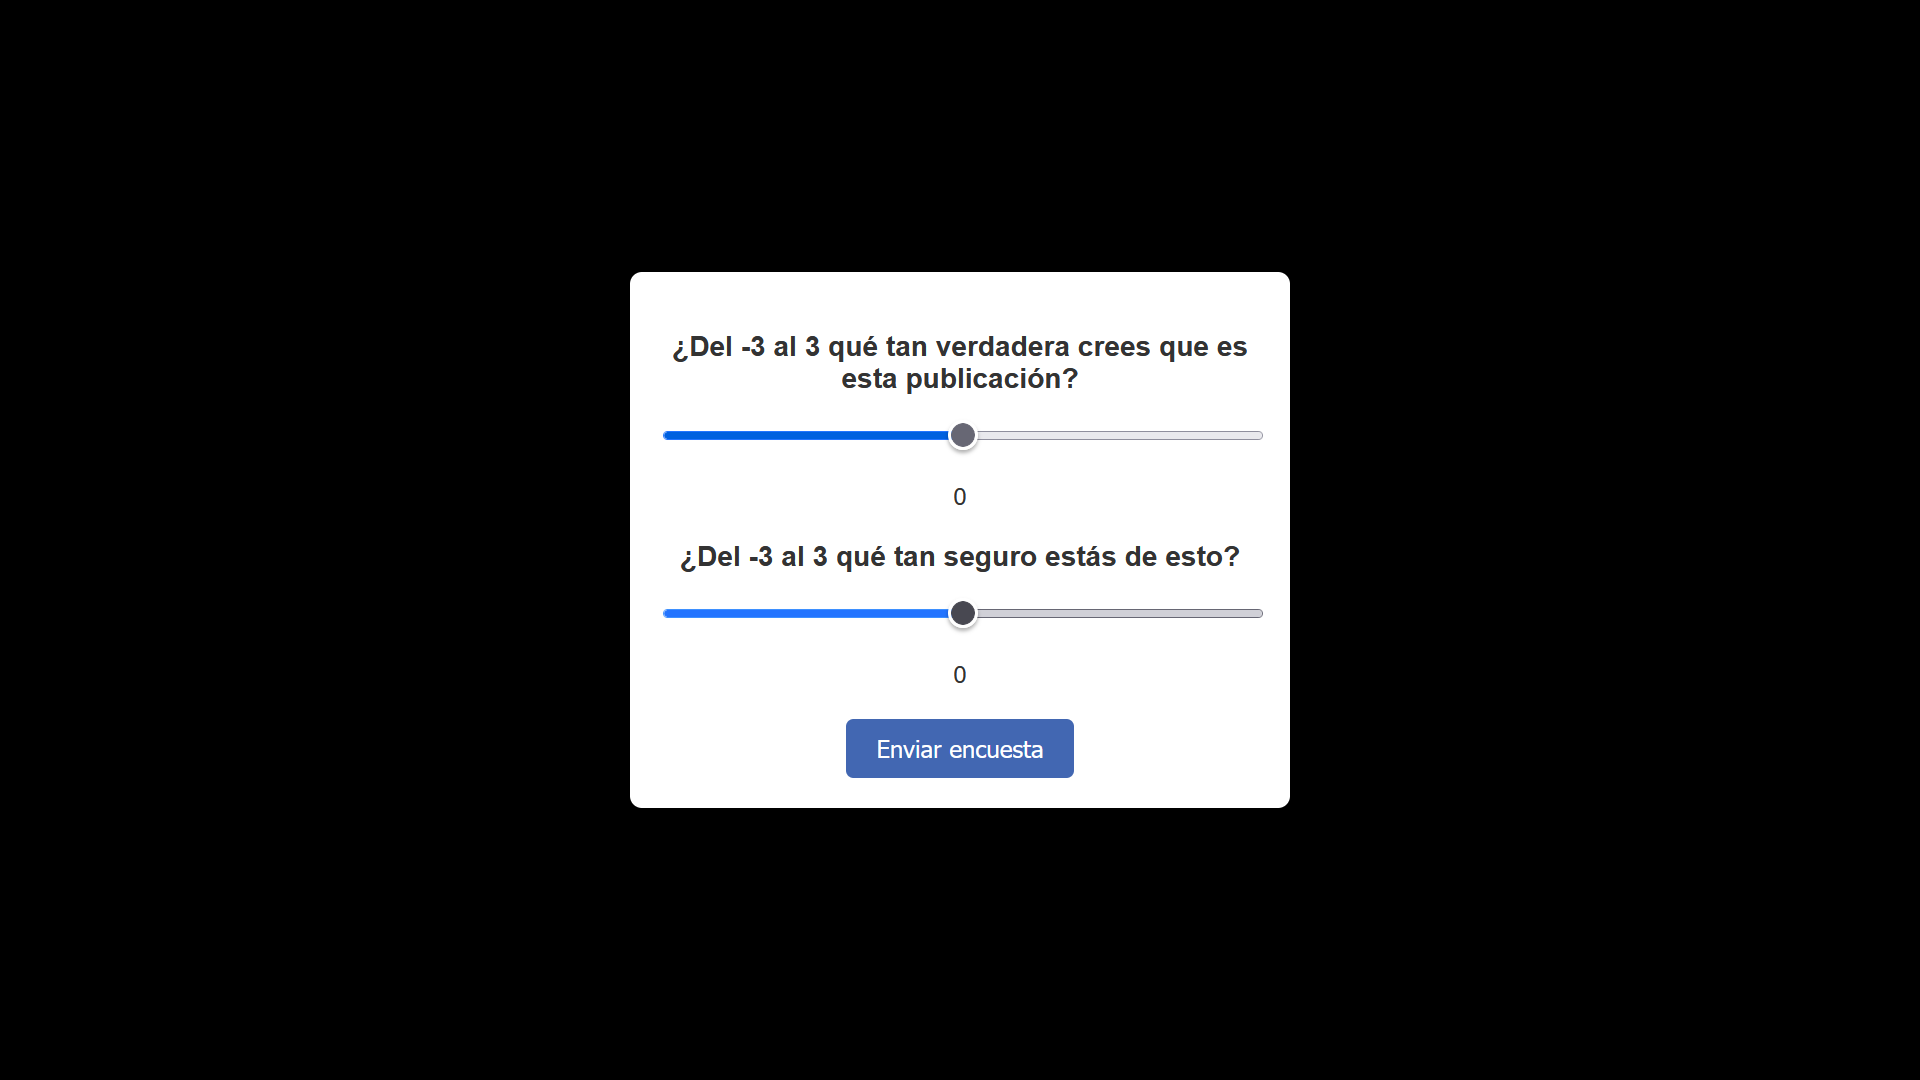 ¿Del -3 al 3 qué tan verdadera crees que es
esta publicación?
0
¿Del -3 al 3 qué tan seguro estás de esto?
0
Enviar encuesta